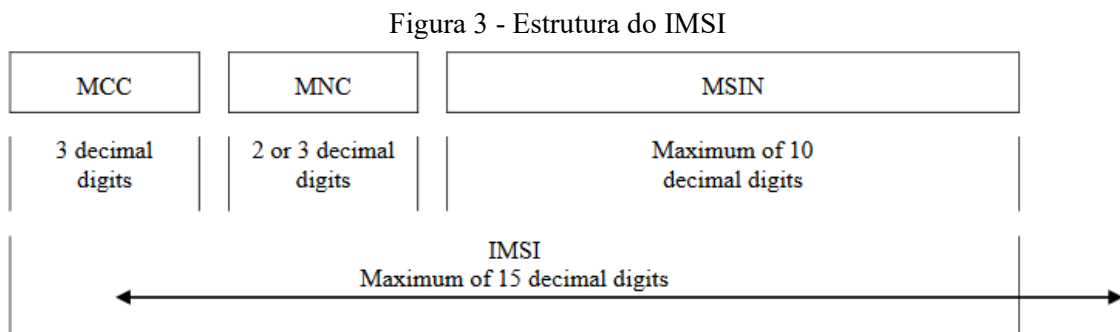 Figura 3 - Estrutura do IMSI
MCC
MNC
MSIN
3 decimal
digits
2 or 3 decimal
digits
Maximum of 10
decimal digits
IMSI
Maximum of 15 decimal digits